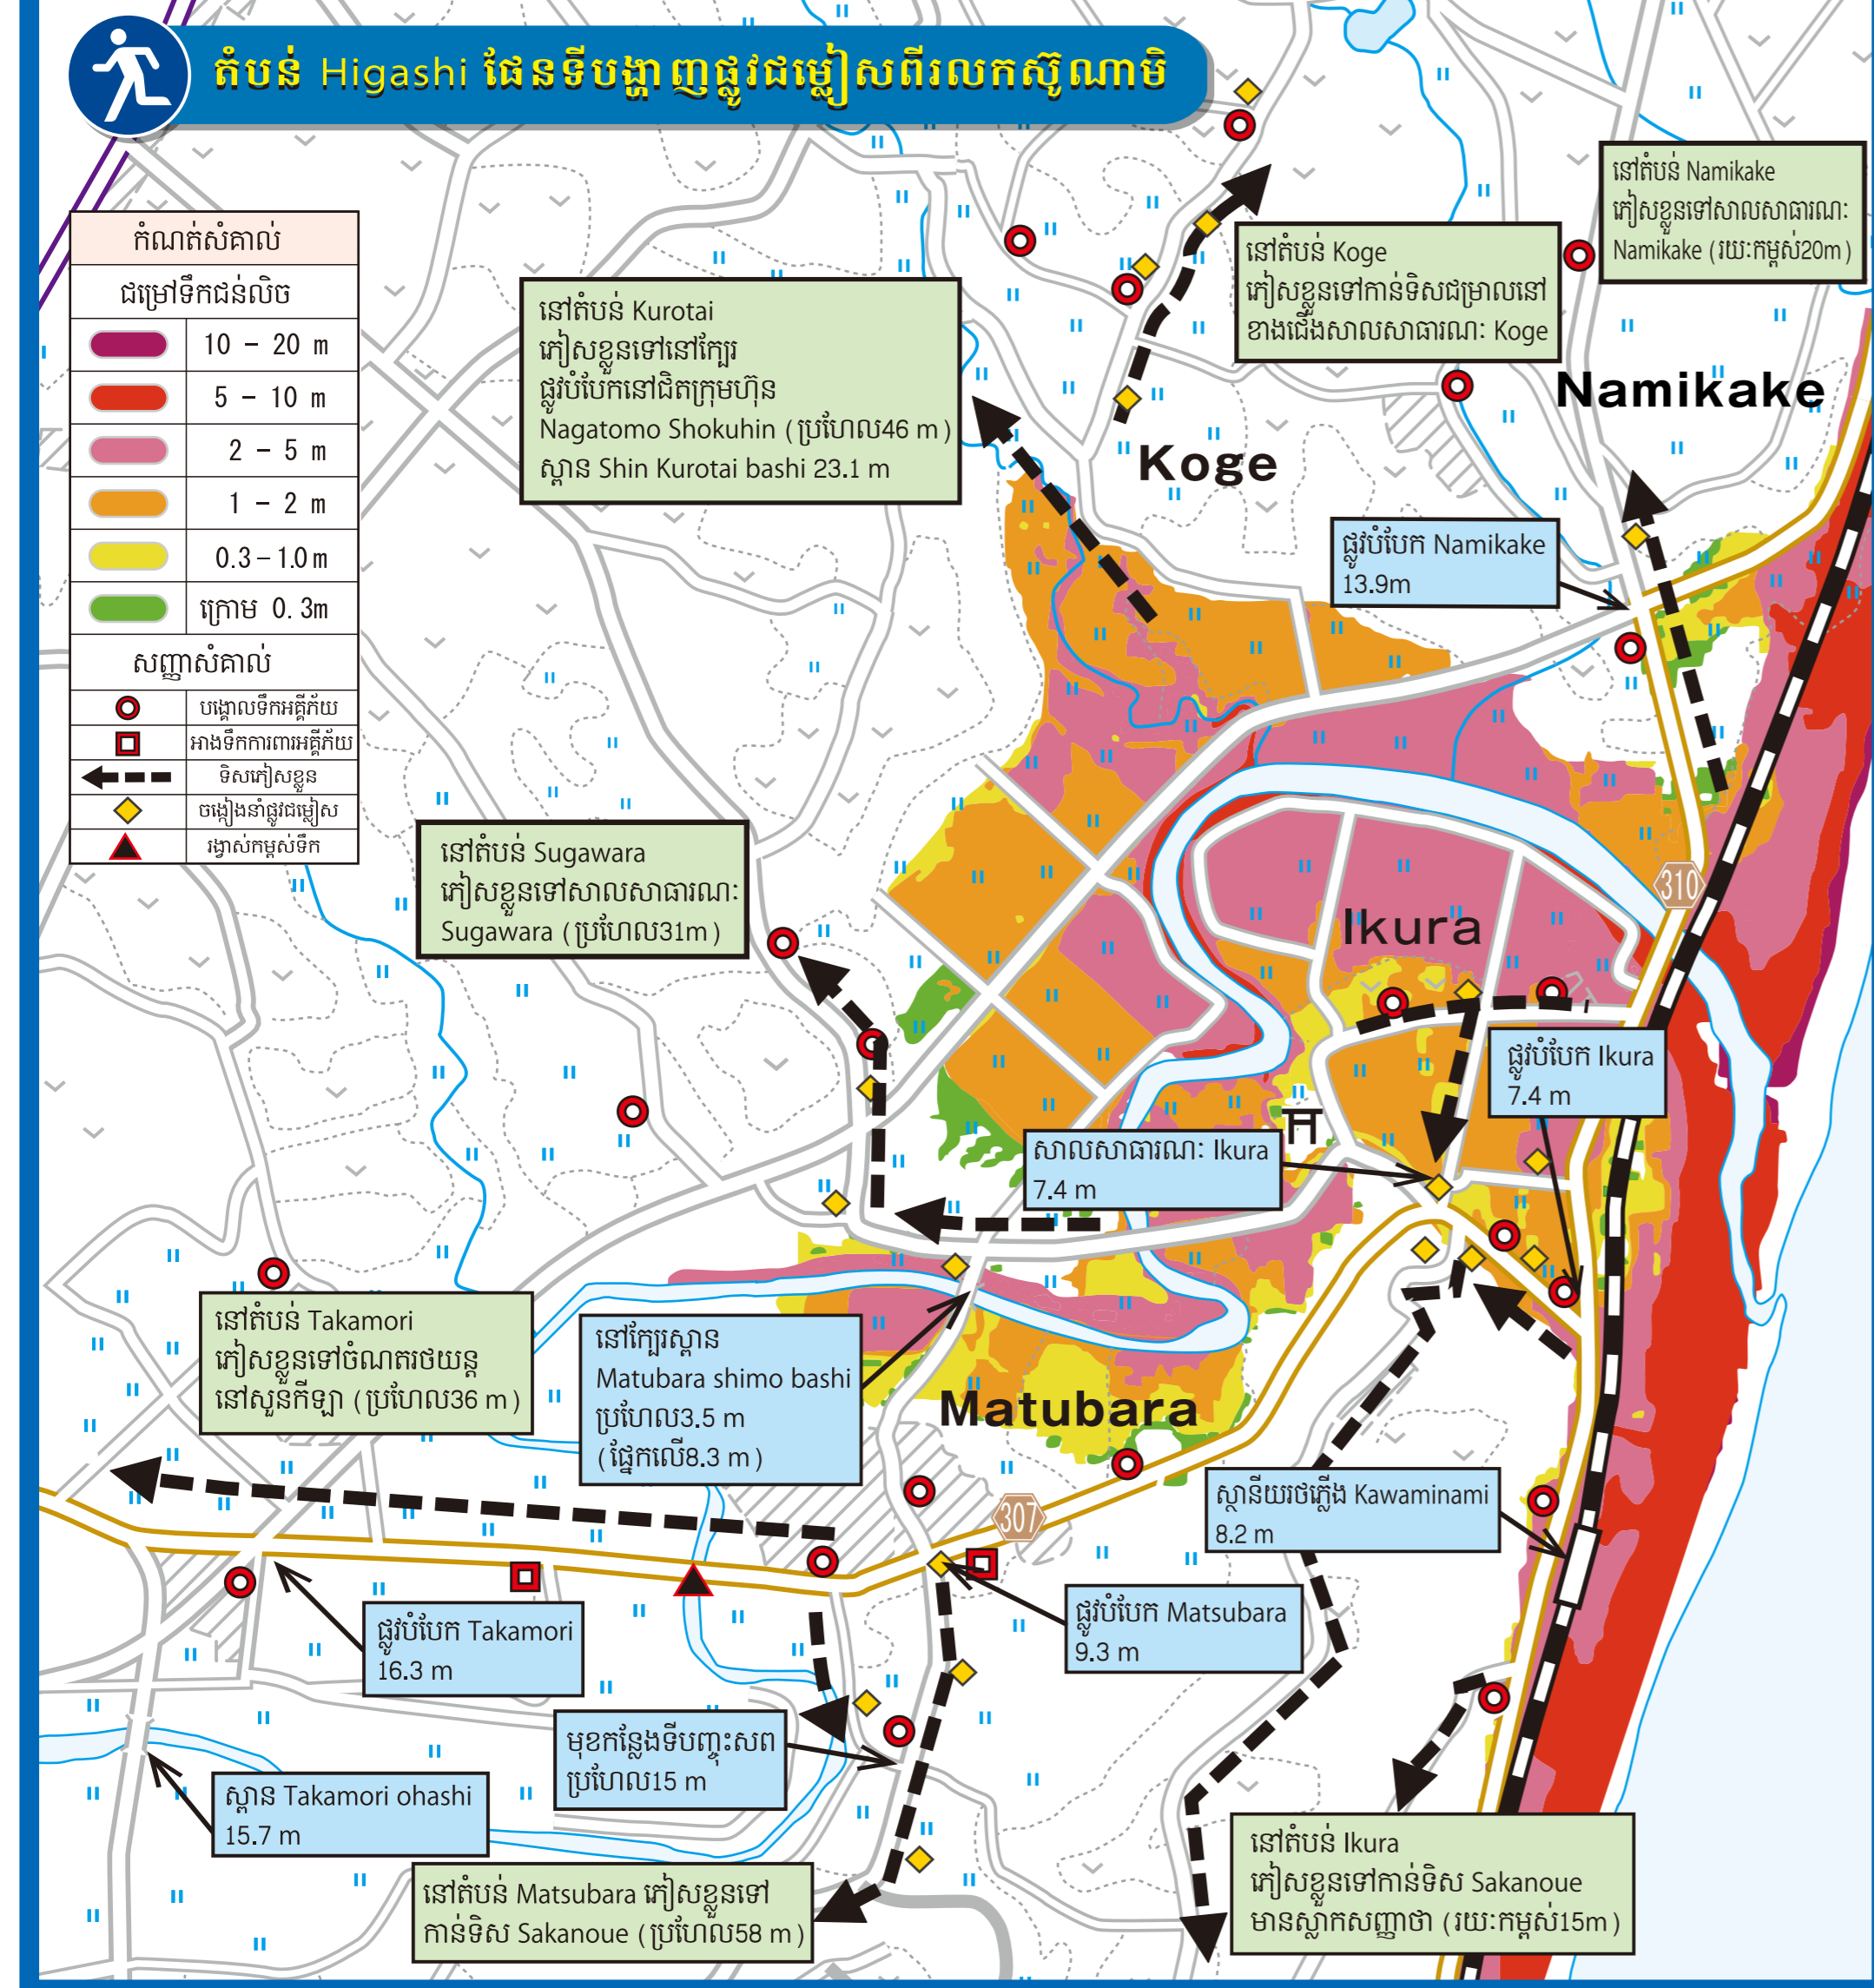 តំបន់ Higashi ផែនទីបង្ហាញផ្លូវជម្លៀសពីរលកស៊ូណាមិ
កំណត់សំគាល់
ជម្រៅទឹកជន់លិច
10 - 20 m
5 - 10 m
2 - 5 m
1 - 2 m
0.3 - 1.0 m
ក្រោម 0.3m
សញ្ញាសំគាល់
បង្គោលទឹកអគ្គីភ័យ
អាងទឹកការពារអគ្គីភ័យ
ទិសភៀសខ្លួន
ចង្កៀងនាំផ្លូវជម្លៀស
រង្វាស់កម្ពស់ទឹក
នៅតំបន់ Namikake
ភៀសខ្លួនទៅសាលសាធារណៈ
Namikake (រយៈកម្ពស់20m)
នៅតំបន់ Koge
ភៀសខ្លួនទៅកាន់ទិសជម្រាលនៅ
ខាងជើងសាលសាធារណៈ Koge
នៅតំបន់ Kurotai
ភៀសខ្លួនទៅនៅក្បែរ
ផ្លូវបំបែកនៅជិតក្រុមហ៊ុន
Nagatomo Shokuhin (ប្រហែល46 m)
ស្ពាន Shin Kurotai bashi 23.1 m
Namikake
Koge
ផ្លូវបំបែក Namikake
13.9m
នៅតំបន់ Sugawara
ភៀសខ្លួនទៅសាលសាធារណៈ
Sugawara (ប្រហែល31m)
310
Ikura
ផ្លូវបំបែក Ikura
7.4 m
សាលសាធារណៈ Ikura
7.4 m
នៅតំបន់ Takamori
ភៀសខ្លួនទៅចំណតរថយន្ត
នៅសួនកីឡា (ប្រហែល36 m)
នៅក្បែរស្ពាន
Matubara shimo bashi
ប្រហែល3.5 m
(ផ្នែកលើ8.3 m)
Matubara
ស្ថានីយរថភ្លើង Kawaminami
8.2 m
307
ផ្លូវបំបែក Takamori
16.3 m
ផ្លូវបំបែក Matsubara
9.3 m
មុខកន្លែងទីបញ្ចុះសព
ប្រហែល15 m
ស្ពាន Takamori ohashi
15.7 m
នៅតំបន់ Matsubara ភៀសខ្លួនទៅ
កាន់ទិស Sakanoue (ប្រហែល58 m)
នៅតំបន់ Ikura
ភៀសខ្លួនទៅកាន់ទិស Sakanoue
មានស្លាកសញ្ញាថា (រយៈកម្ពស់15m)